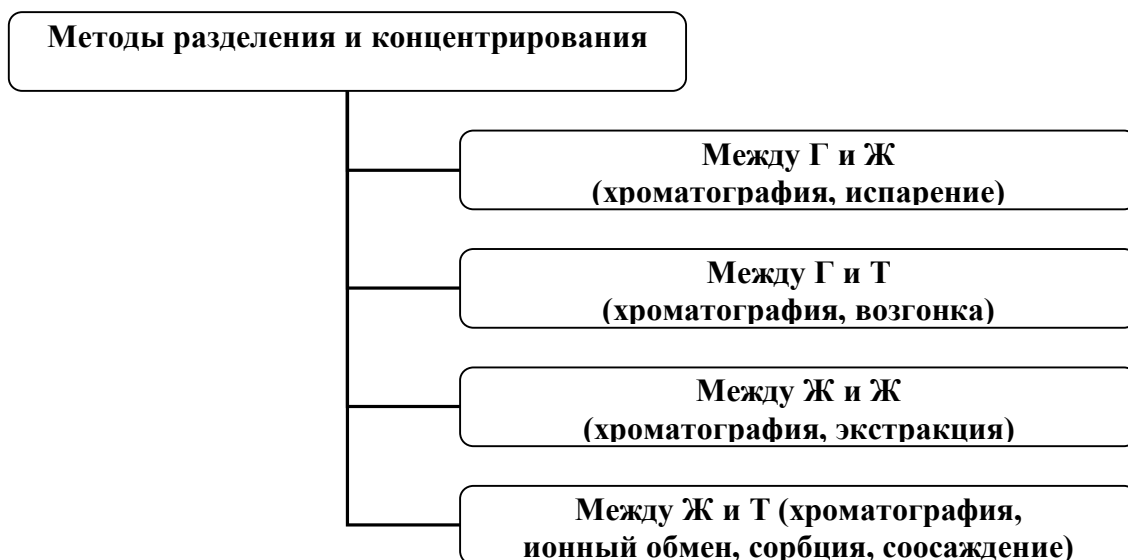 Методы разделения и концентрирования
Между Г и Ж
(хроматография, испарение)
Между Г и Т
(хроматография, возгонка)
Между Ж и Ж
(хроматография, экстракция)
Между Ж и Т (хроматография,
ионный обмен, сорбция, соосаждение)